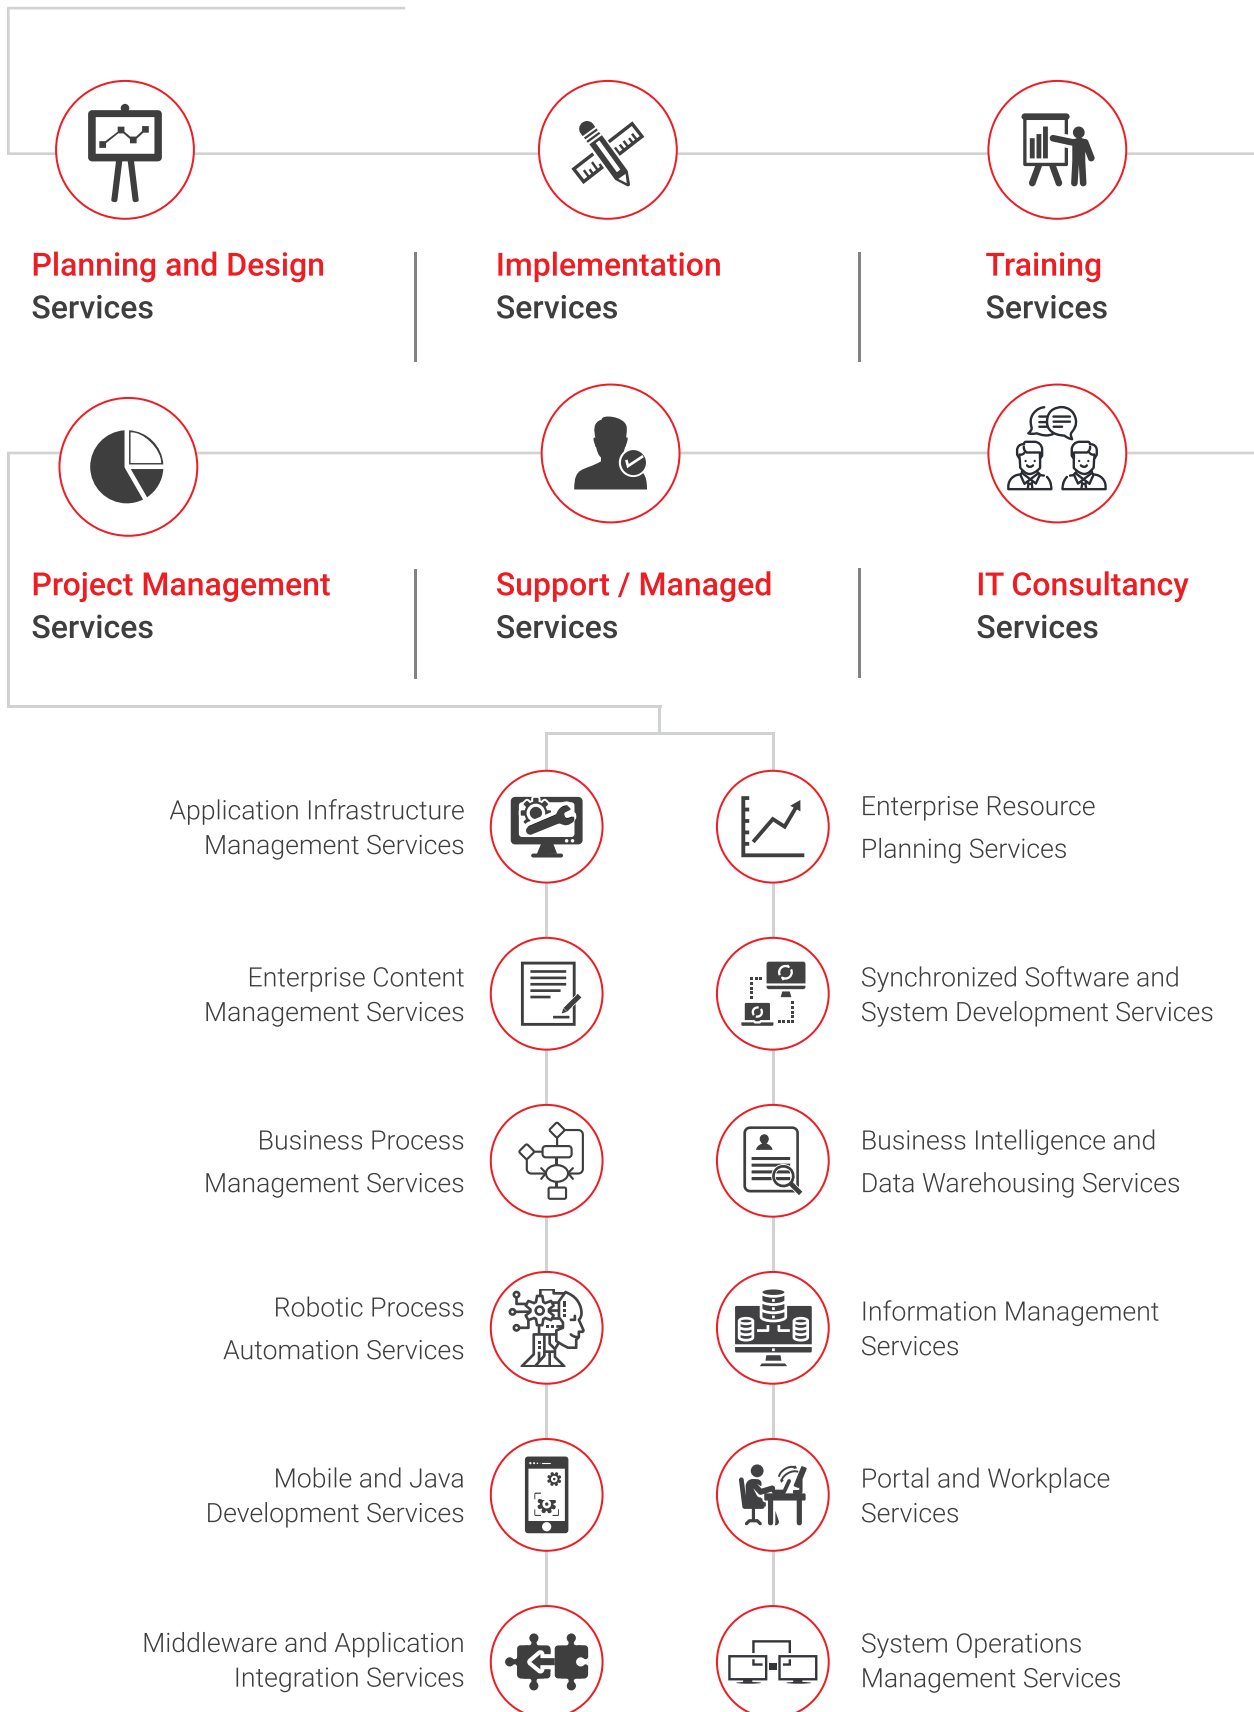 Planning and Design
Services
Implementation
Services
Training
Services
Project Management
Services
Support / Managed
Services
IT Consultancy
Services
Application Infrastructure
Management Services
Enterprise Resource
Planning Services
Enterprise Content
Management Services
Synchronized Software and
System Development Services
Business Process
Management Services
Business Intelligence and
Data Warehousing Services
Robotic Process
Automation Services
Information Management
Services
Mobile and Java
Development Services
Portal and Workplace
Services
Middleware and Application
Integration Services
System Operations
Management Services